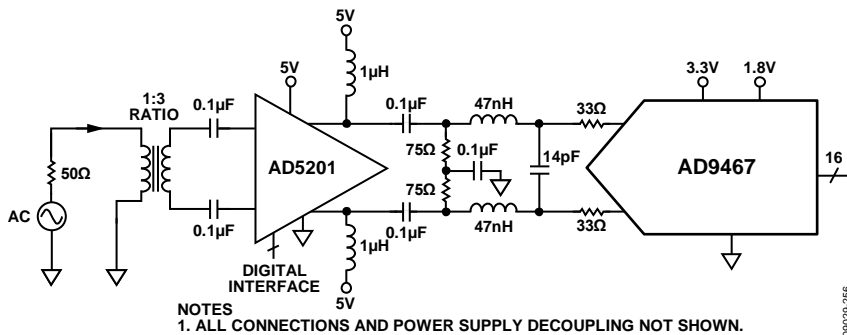 5V
5V
1µH
3.3V
1.8V
1:3
RATIO
0.1µF
0.1µF
47nH
33Ω
50Ω
75Ω
0.1µF
14pF
AD5201
AD9467
16
75Ω
AC
0.1µF
0.1µF
47nH
33Ω
1µH
DIGITAL
INTERFACE
5V
NOTES
1. ALL CONNECTIONS AND POWER SUPPLY DECOUPLING NOT SHOWN.
09029-256